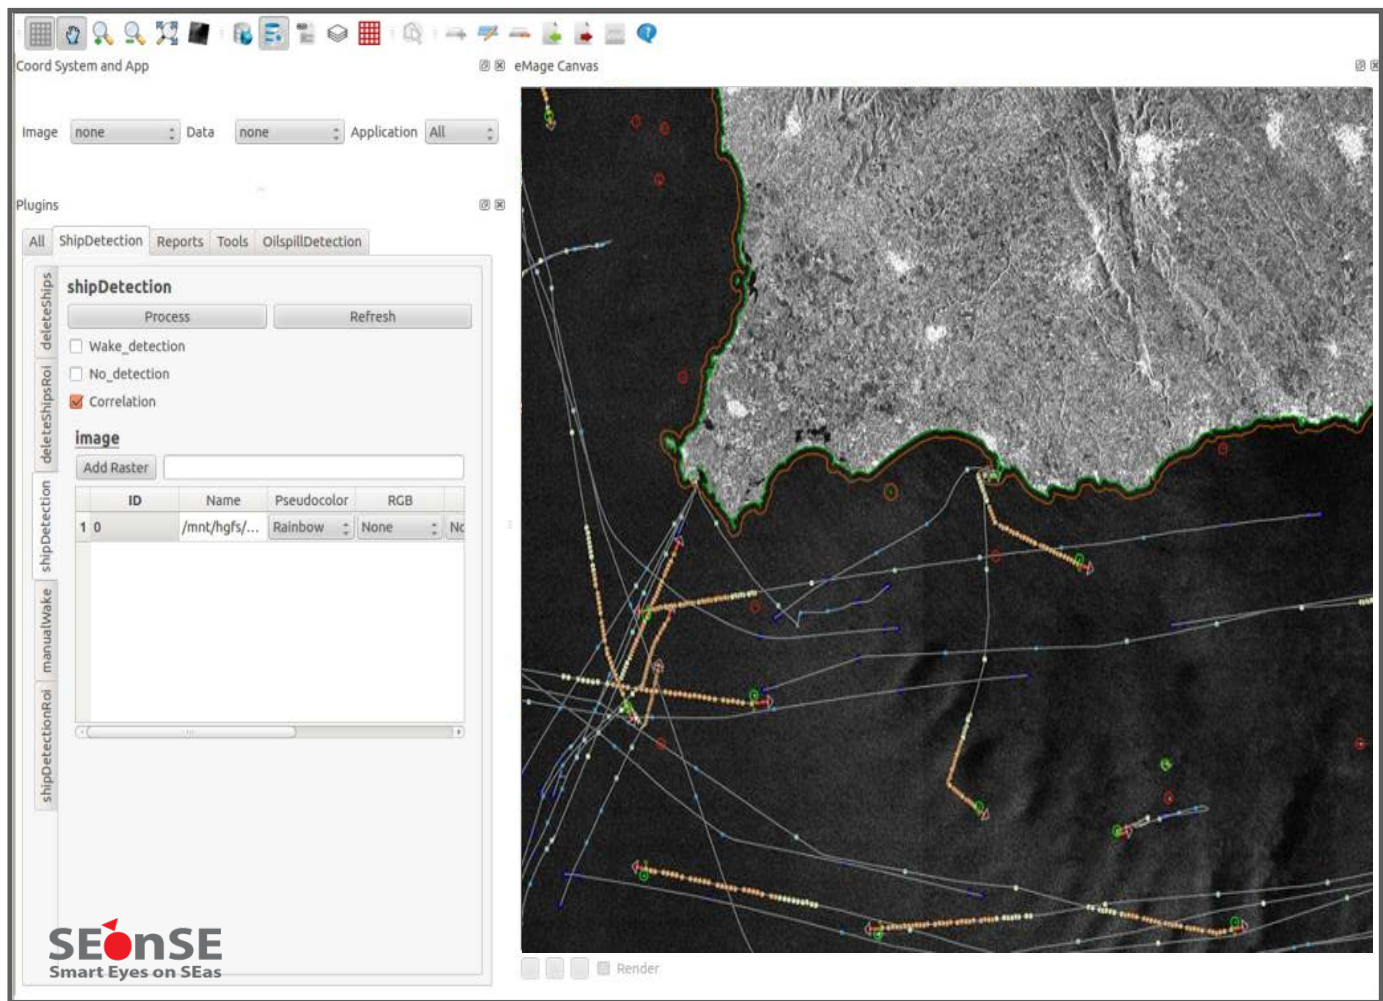 Coord System and App
eMage Canvas
Image none Data none Application All
Plugins
All ShipDetection Reports Tools OilspillDetection
deleteShips
deleteShipsRoi
shipDetection
manualWake
shipDetectionRoi
shipDetection
Process Refresh
Wake_detection
No_detection
Correlation
image
Add Raster
ID Name Pseudocolor RGB
1 0 /mnt/hgfs/... Rainbow None No
SEonSE
Smart Eyes on SEas
Render